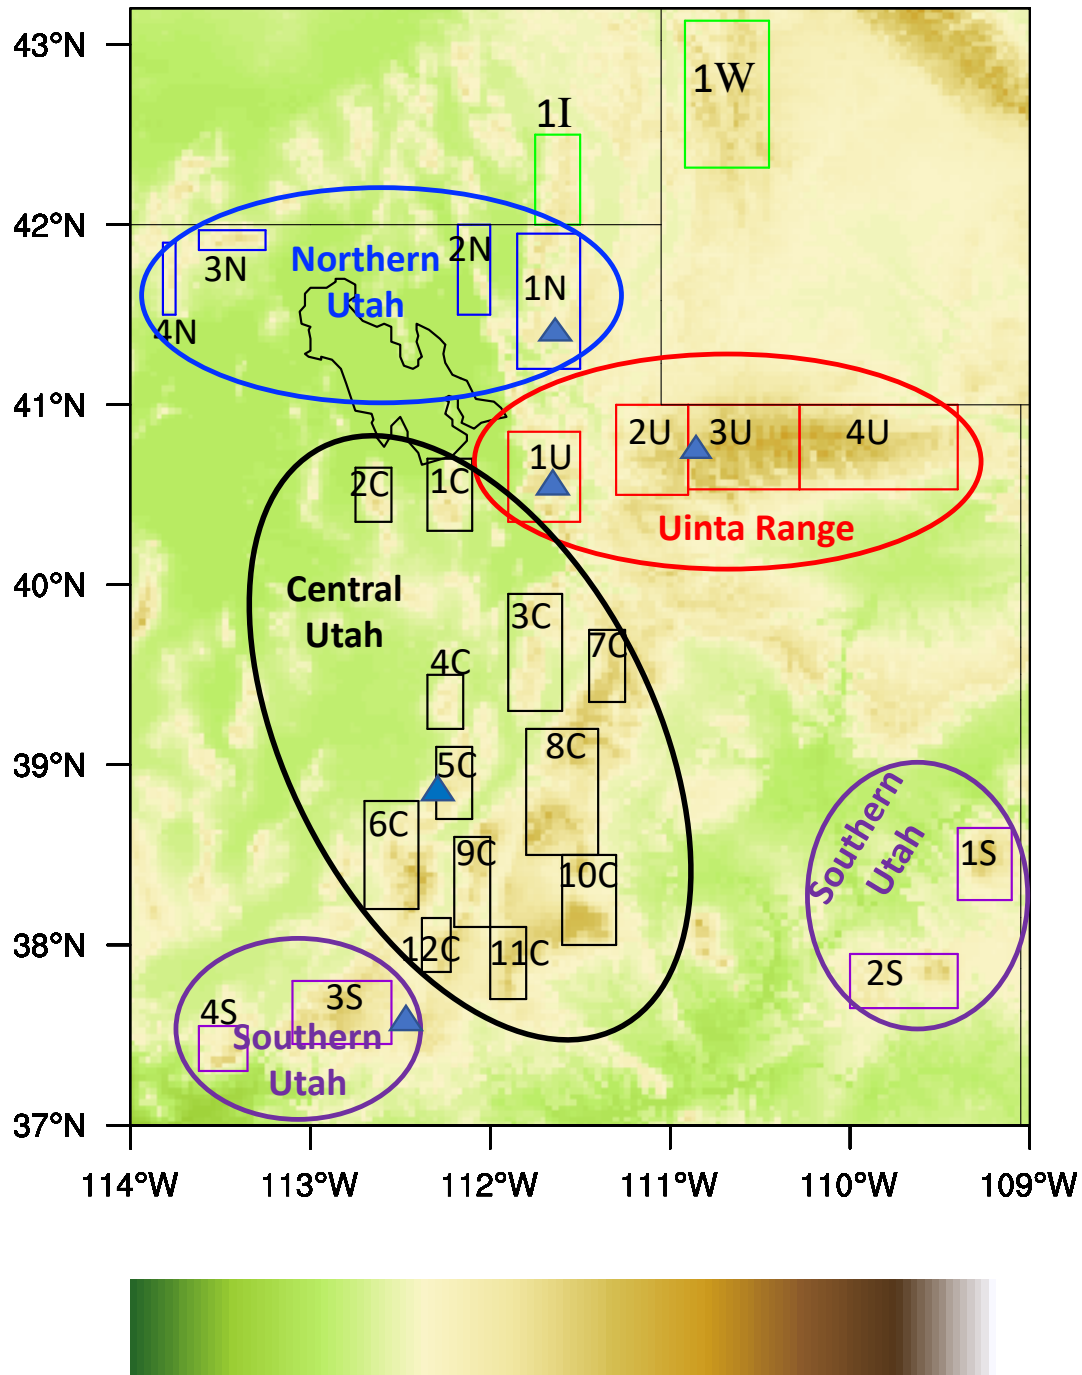 43°N
1W
1I
42°N
2N
Northern
3N
1N
Utah
4N
41°N
2U
3U
4U
1U
2C
1C
Uinta Range
40°N
Central
3C
Utah
7C
4C
39°N
8C
5C
Southern
Utah
6C
9C
1S
10C
38°N
12C
11C
2S
3S
4S
Southern
Utah
37°N
114°W
113°W
112°W
111°W
110°W
109°W